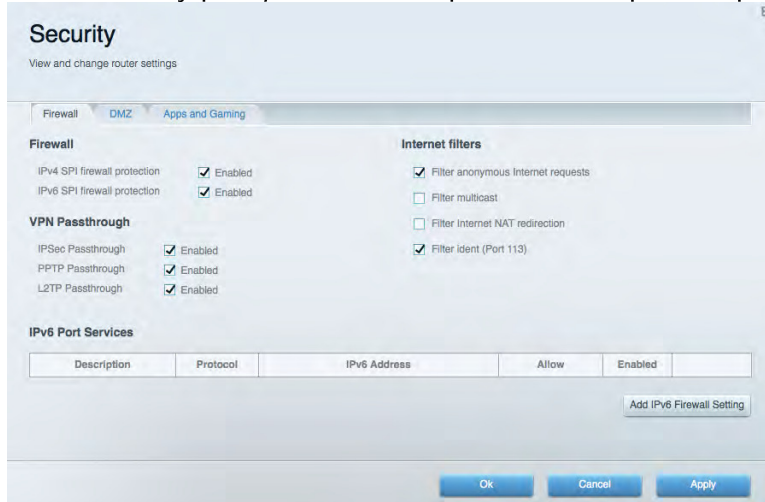 Security
View and change router settings
Firewall DMZ Apps and Gaming
Firewall
IPv4 SPI firewall protection Enabled
IPv6 SPI firewall protection Enabled
VPN Passthrough
IPSec Passthrough Enabled
PPTP Passthrough Enabled
L2TP Passthrough Enabled
Internet filters
Filter anonymous Internet requests
Filter multicast
Filter Internet NAT redirection
Filter ident (Port 113)
IPv6 Port Services
Description Protocol IPv6 Address Allow Enabled
Add IPv6 Firewall Setting
Ok Cancel Apply